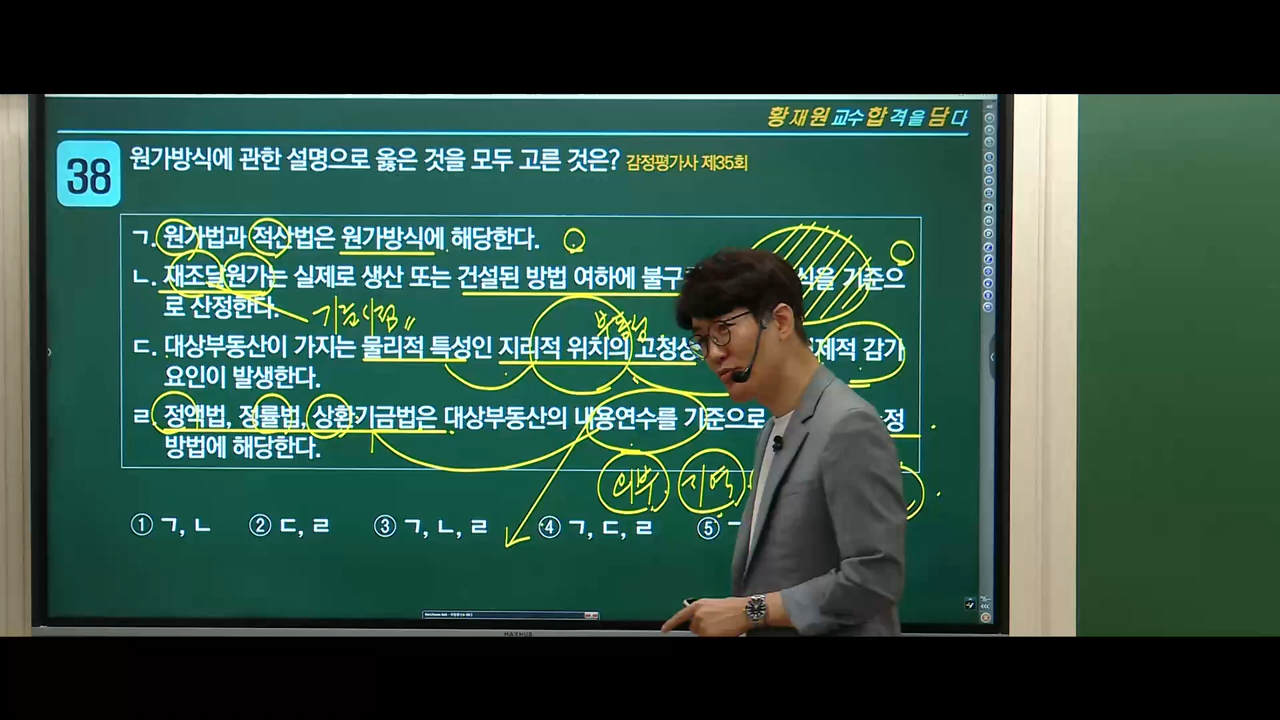 황재원 교수 합격을 담다
38 원가방식에 관한 설명으로 옳은 것을 모두 고른 것은? 감정평가사 제35회
ㄱ. 원가법과 적산법은 원가방식에 해당한다.
ㄴ. 재조달원가는 실제로 생산 또는 건설된 방법 여하에 불구 식을 기준으
로 산정한다.
기준시점
부동성
ㄷ. 대상부동산이 가지는 물리적 특성인 지리적 위치의 고정성 제적 감가
요인이 발생한다.
ㄹ 정액법, 정률법, 상환기금법은 대상부동산의 내용연수를 기준으로 정
방법에 해당한다.
외부 지역
① ㄱ, ㄴ ② ㄷ, ㄹ ③ ㄱ, ㄴ, ㄹ ④ ㄱ, ㄷ, ㄹ ⑤
MAXHUB